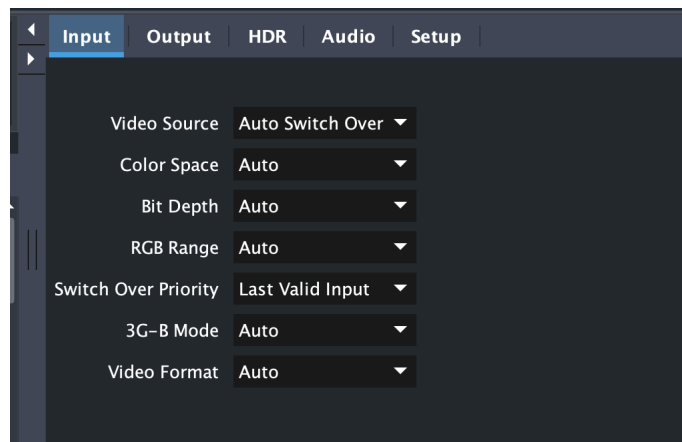 Input Output HDR Audio Setup
Video Source Auto Switch Over
Color Space Auto
Bit Depth Auto
RGB Range Auto
Switch Over Priority Last Valid Input
3G-B Mode Auto
Video Format Auto